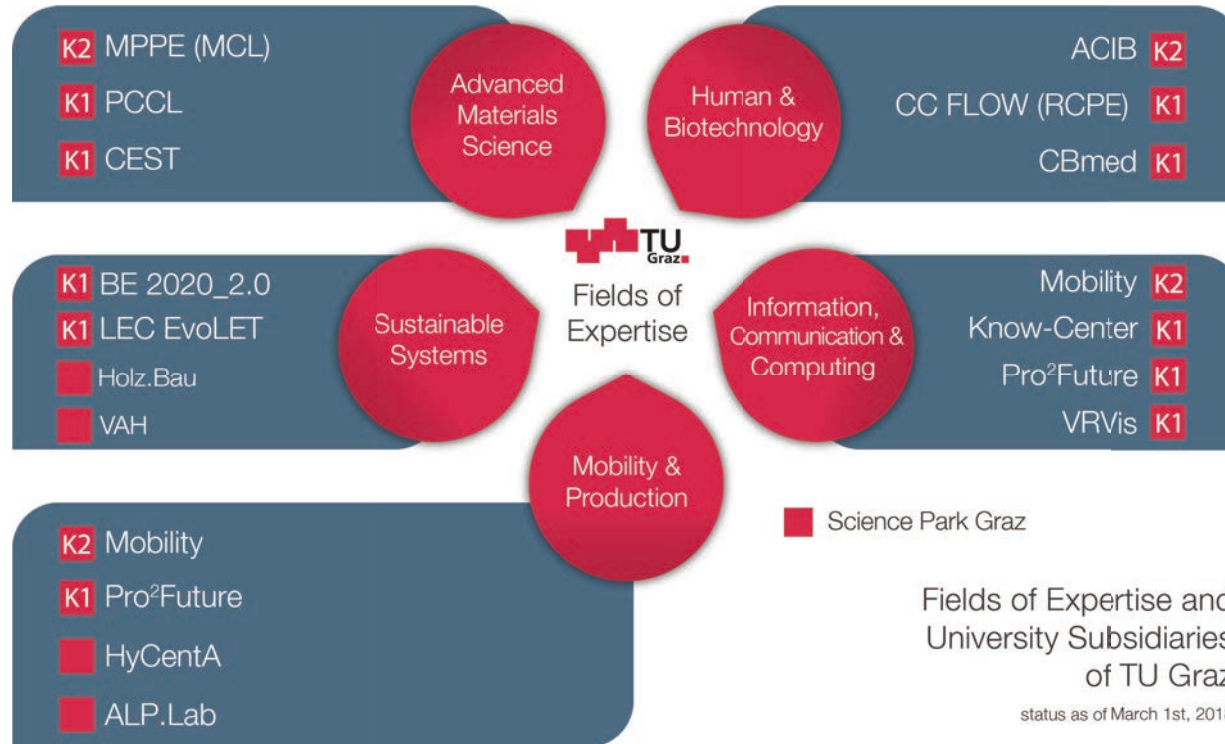 K2 MPPE (MCL)
K1 PCCL
K1 CEST
Advanced
Materials
Science
Human &
Biotechnology
ACIB K2
CC FLOW (RCPE) K1
CBmed K1
TU
Graz
Fields of
Expertise
K1 BE 2020_2.0
K1 LEC EvoLET
Holz.Bau
VAH
Sustainable
Systems
Information,
Communication &
Computing
Mobility K2
Know-Center K1
Pro²Future K1
VRVis K1
Mobility &
Production
K2 Mobility
K1 Pro²Future
HyCentA
ALP.Lab
Science Park Graz
Fields of Expertise and
University Subsidiaries
of TU Graz
status as of March 1st,